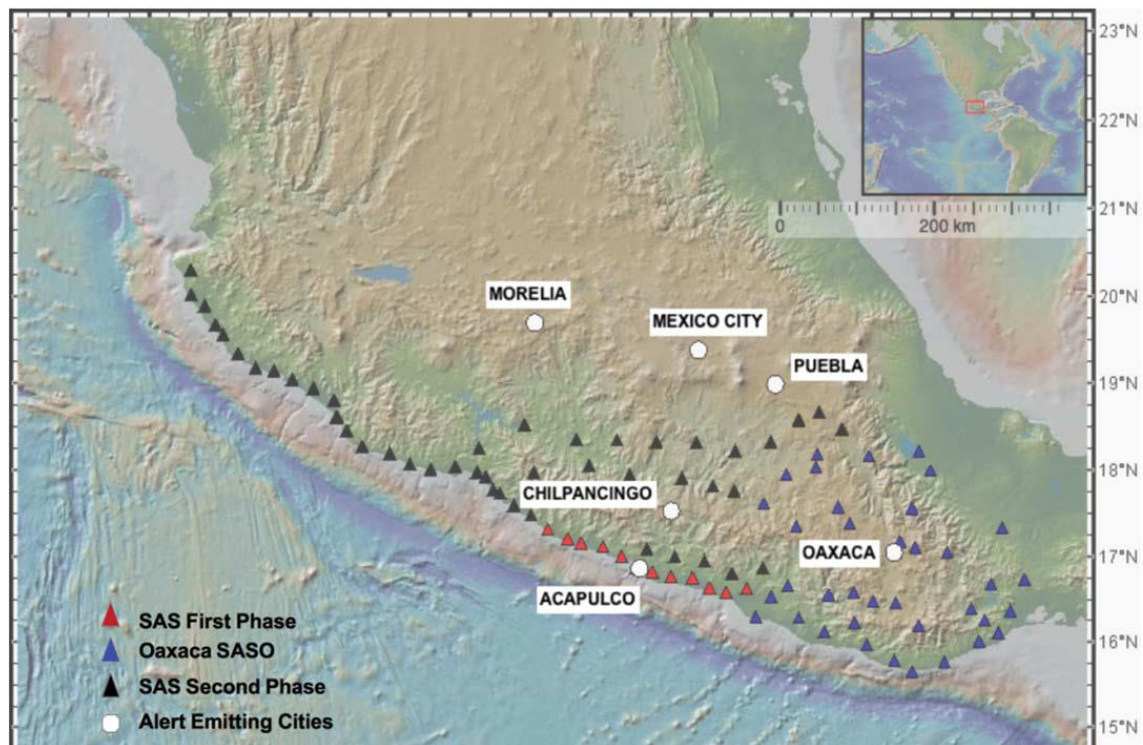 23°N
22°N
21°N
0 200 km
20°N
MORELIA
MEXICO CITY
PUEBLA
19°N
18°N
CHILPANCINGO
OAXACA
17°N
ACAPULCO
SAS First Phase
Oaxaca SASO
16°N
SAS Second Phase
Alert Emitting Cities
15°N